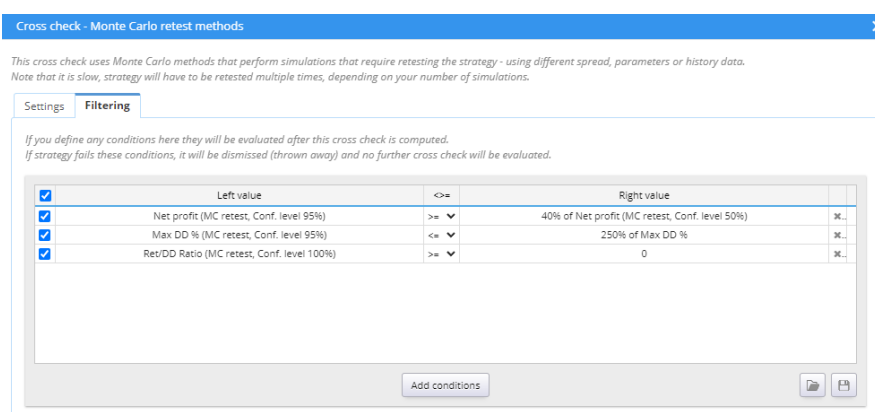 Cross check - Monte Carlo retest methods
This cross check uses Monte Carlo methods that perform simulations that require retesting the strategy - using different spread, parameters or history data.
Note that it is slow, strategy will have to be retested multiple times, depending on your number of simulations.
Settings Filtering
If you define any conditions here they will be evaluated after this cross check is computed.
If strategy fails these conditions, it will be dismissed (thrown away) and no further cross check will be evaluated.
Left value <>= Right value
Net profit (MC retest, Conf. level 95%) >= 40% of Net profit (MC retest, Conf. level 50%)
Max DD % (MC retest, Conf. level 95%) <= 250% of Max DD %
Ret/DD Ratio (MC retest, Conf. level 100%) >= 0
Add conditions